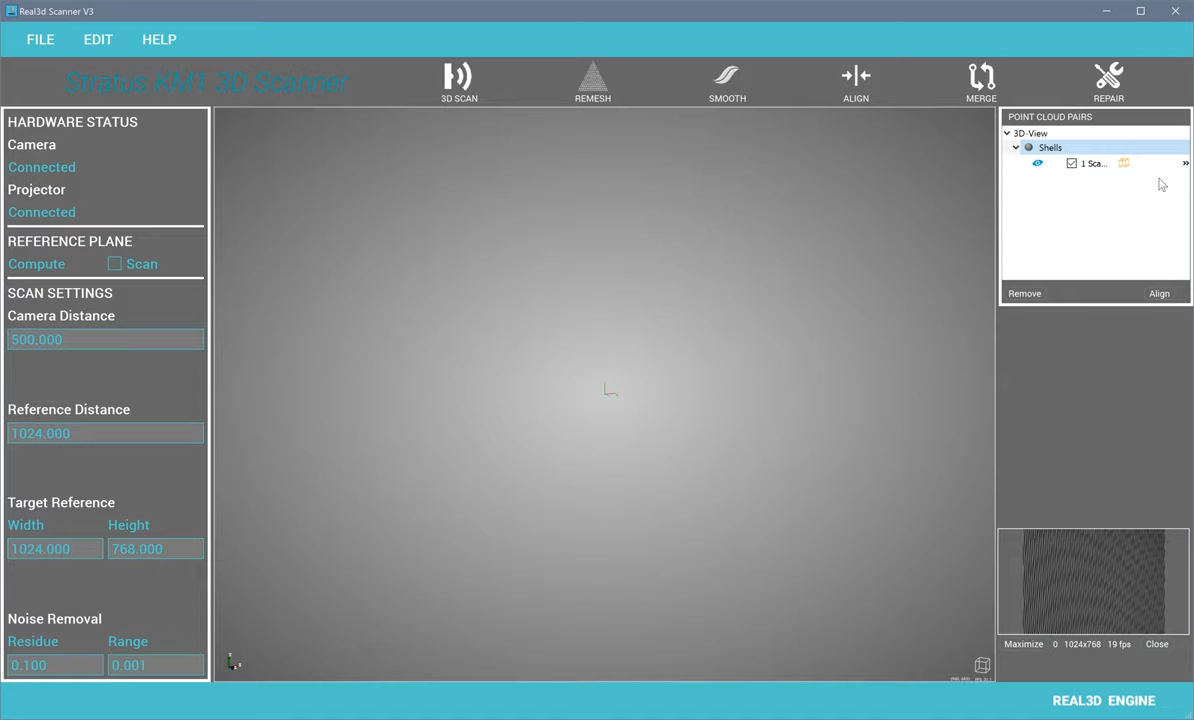 Real3d Scanner V3
FILE EDIT HELP
Stratus KM1 3D Scanner
3D SCAN REMESH SMOOTH ALIGN MERGE REPAIR
HARDWARE STATUS
Camera
Connected
Projector
Connected
REFERENCE PLANE
Compute Scan
SCAN SETTINGS
Camera Distance
500.000
Reference Distance
1024.000
Target Reference
Width Height
1024.000 768.000
Noise Removal
Residue Range
0.100 0.001
POINT CLOUD PAIRS
3D-View
Shells
1 Sca... »
Remove Align
Maximize 0 1024x768 19 fps Close
REAL3D ENGINE